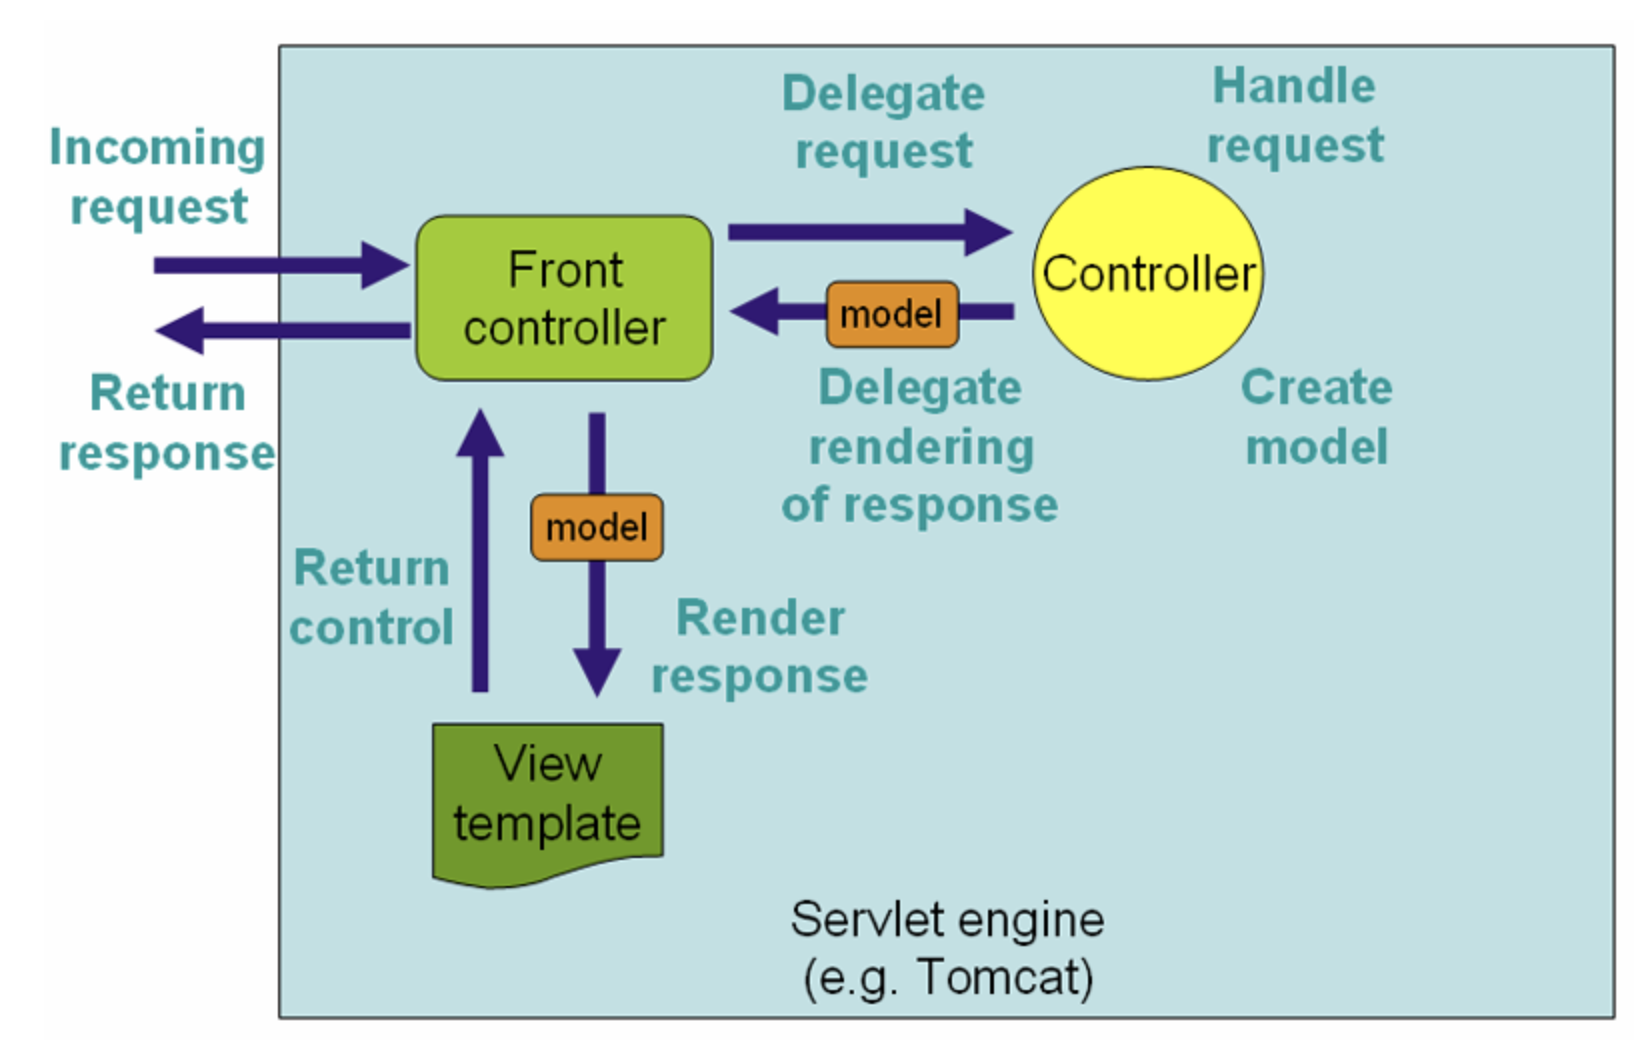 Incoming
request
Delegate
request
Handle
request
Front
controller
Controller
model
Return
response
Delegate
rendering
of response
Create
model
model
Return
control
Render
response
View
template
Servlet engine
(e.g. Tomcat)